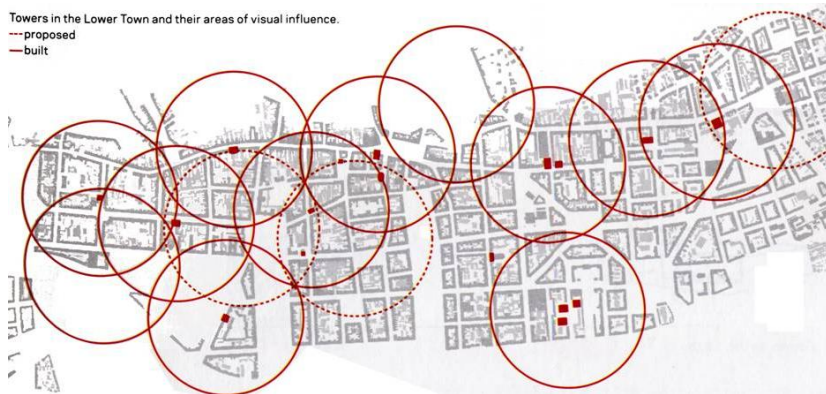 Towers in the Lower Town and their areas of visual influence.
proposed
built